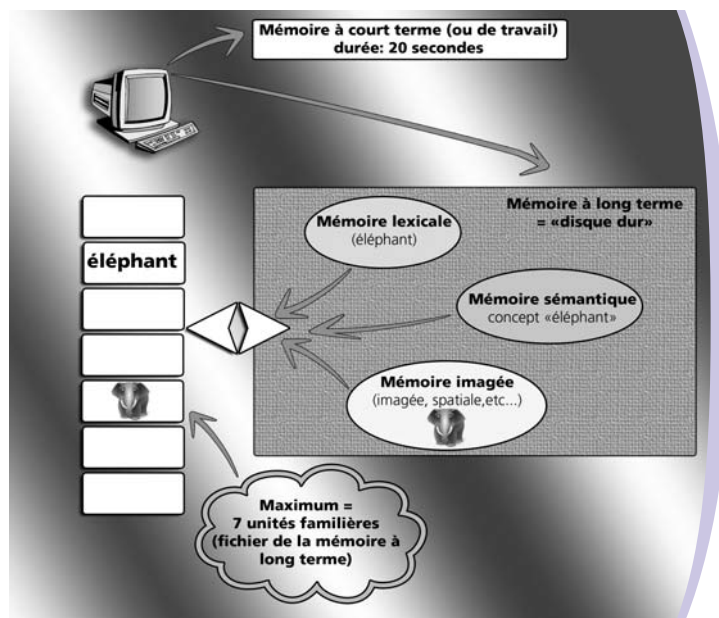 Mémoire à court terme (ou de travail)
durée: 20 secondes
Mémoire à long terme
= «disque dur»
Mémoire lexicale
(éléphant)
éléphant
Mémoire sémantique
concept «éléphant»
Mémoire imagée
(imagée, spatiale,etc...)
Maximum =
7 unités familières
(fichier de la mémoire à
long terme)